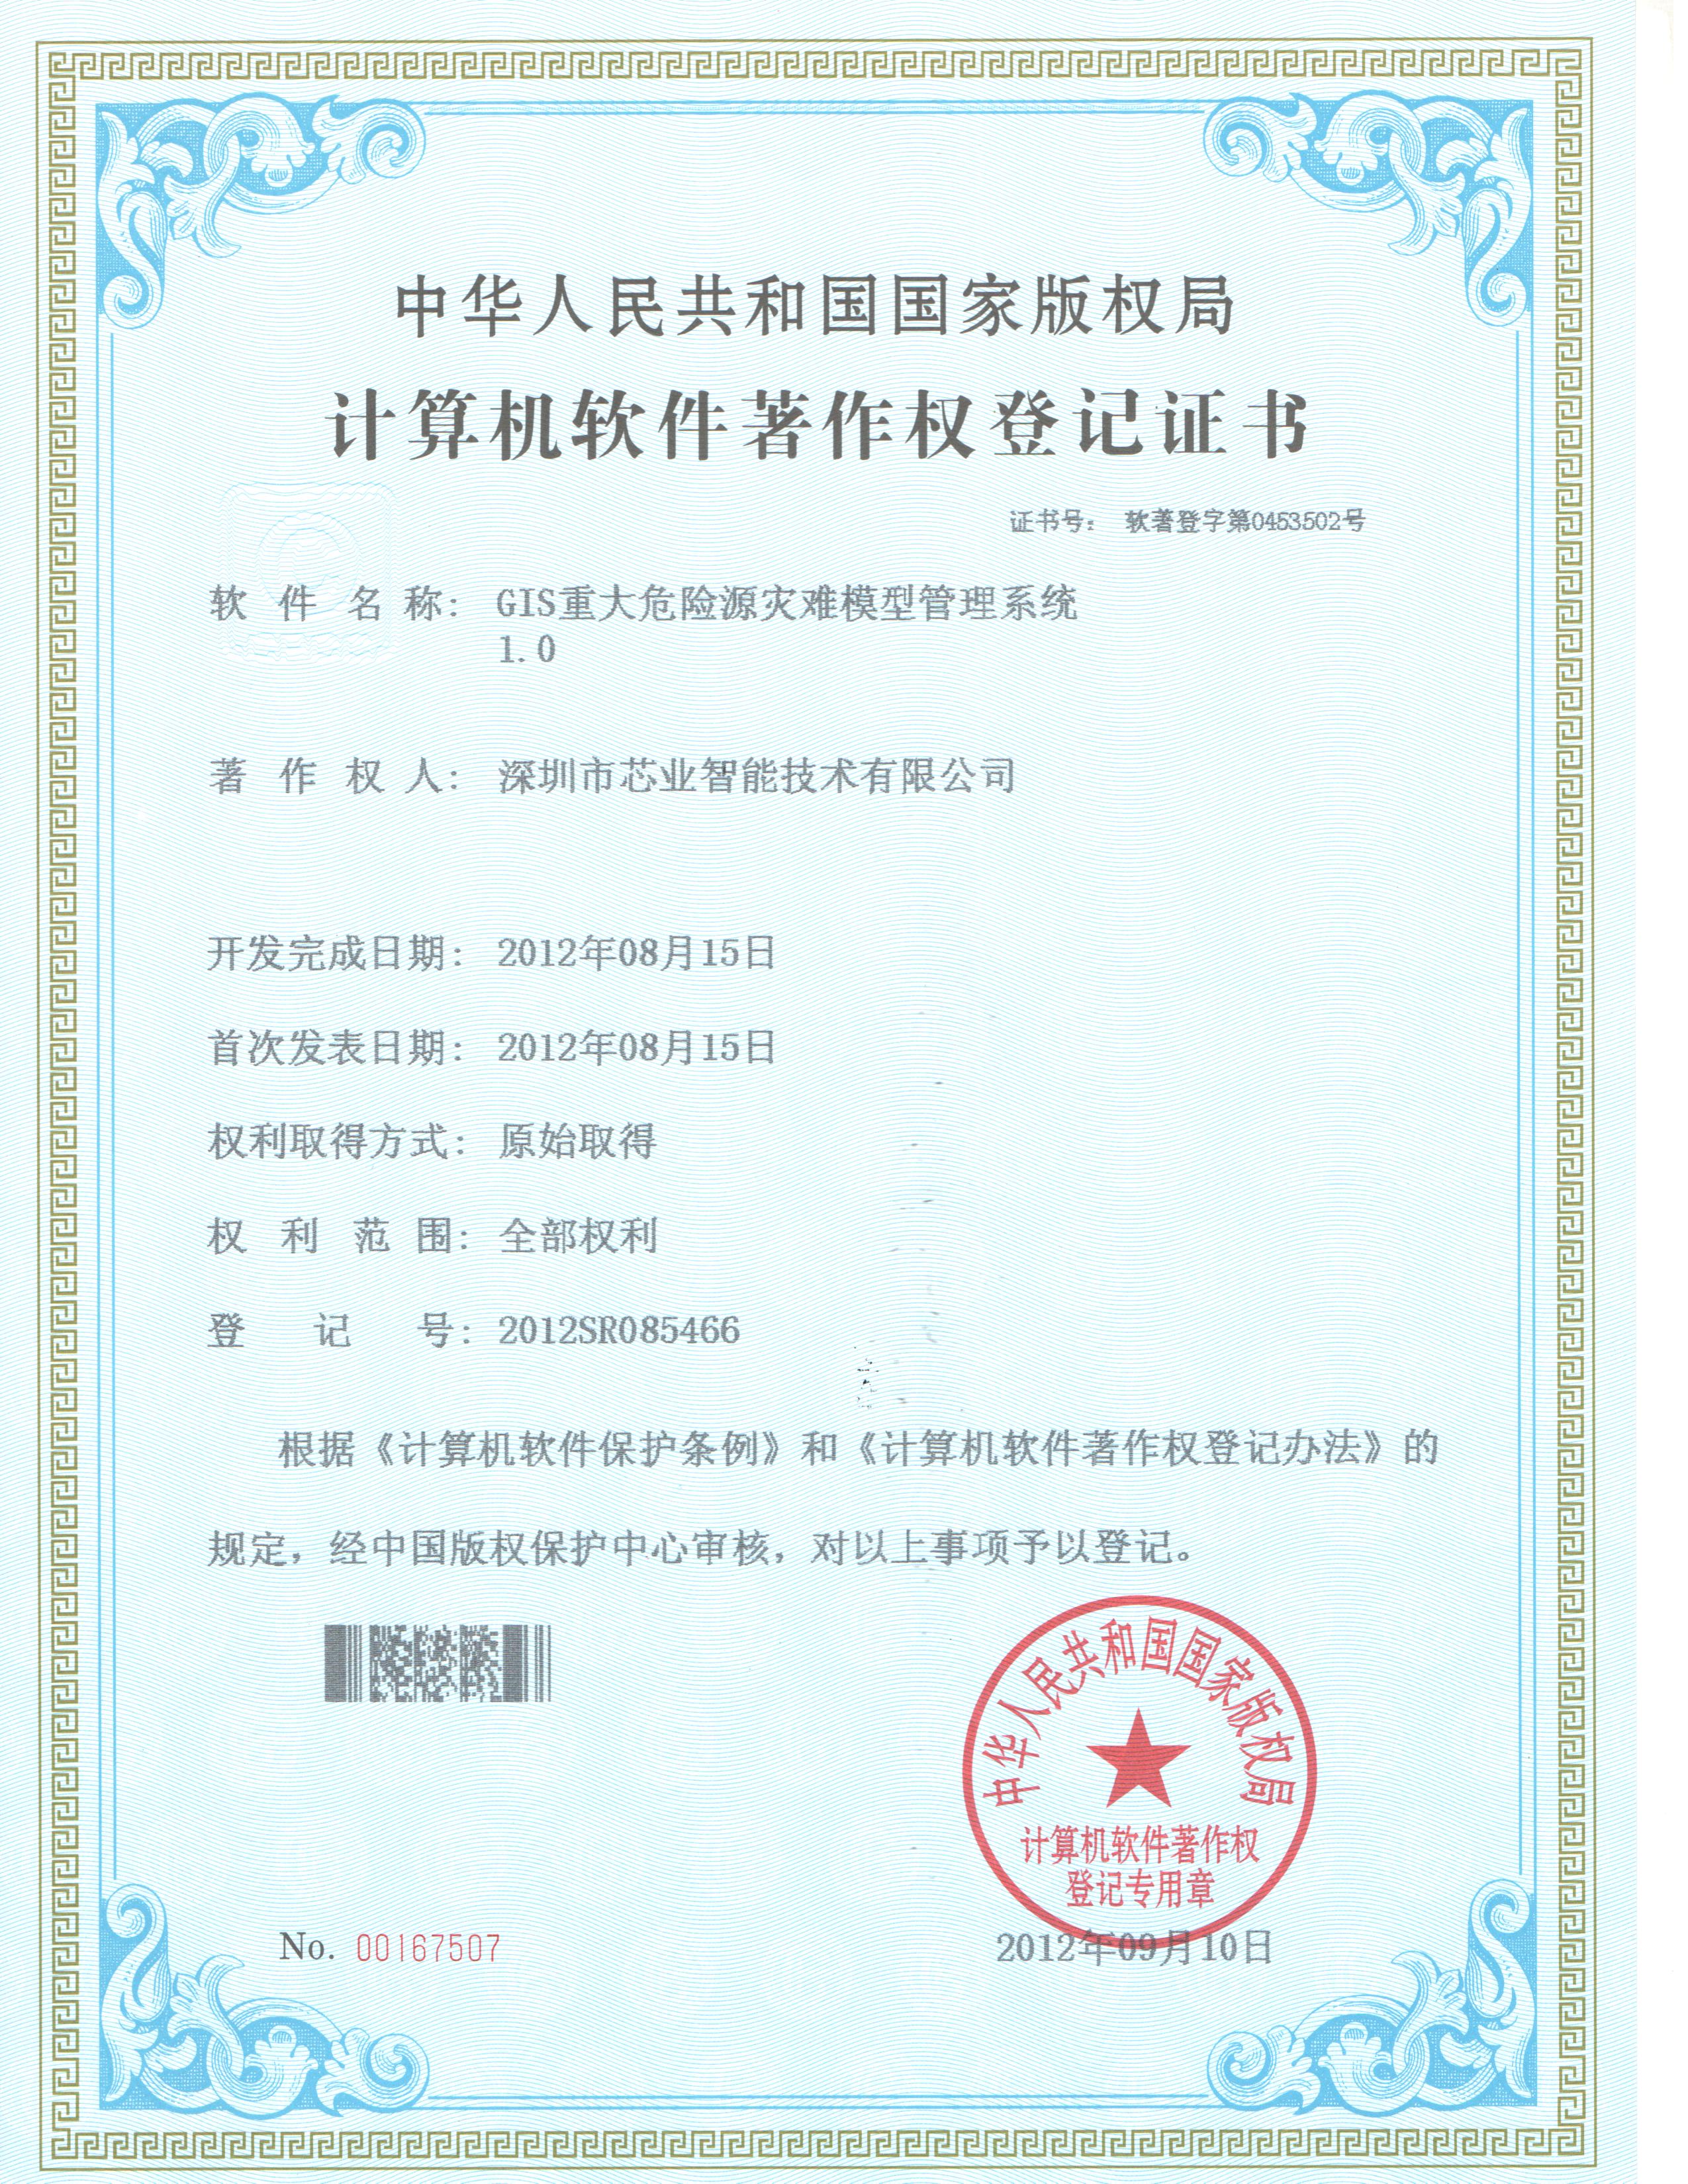 中华人民共和国国家版权局
计算机软件著作权登记证书
证书号： 软著登字第0453502号
软件名称： GIS重大危险源灾难模型管理系统
1.0
著作权人： 深圳市芯业智能技术有限公司
开发完成日期： 2012年08月15日
首次发表日期： 2012年08月15日
权利取得方式： 原始取得
权利范围： 全部权利
登记号： 2012SR085466
根据《计算机软件保护条例》和《计算机软件著作权登记办法》的
规定，经中国版权保护中心审核，对以上事项予以登记。
中华人民共和国国家版权局
计算机软件著作权
登记专用章
No. 00167507
2012年09月10日